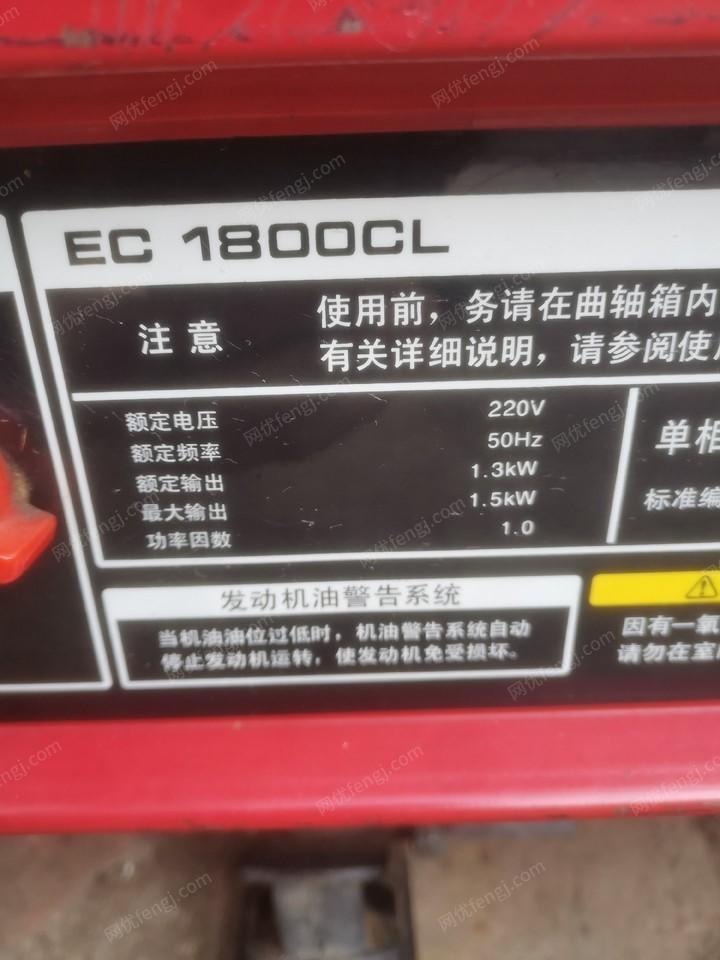 EC 1800CL
注意
使用前，务请在曲轴箱内
有关详细说明，请参阅使
额定电压 220V
额定频率 50Hz
额定输出 1.3kW
最大输出 1.5kW
功率因数 1.0
单相
标准编
发动机油警告系统
当机油油位过低时，机油警告系统自动
停止发动机运转，使发动机免受损坏。
因有一氧
请勿在室
网优fengj.com